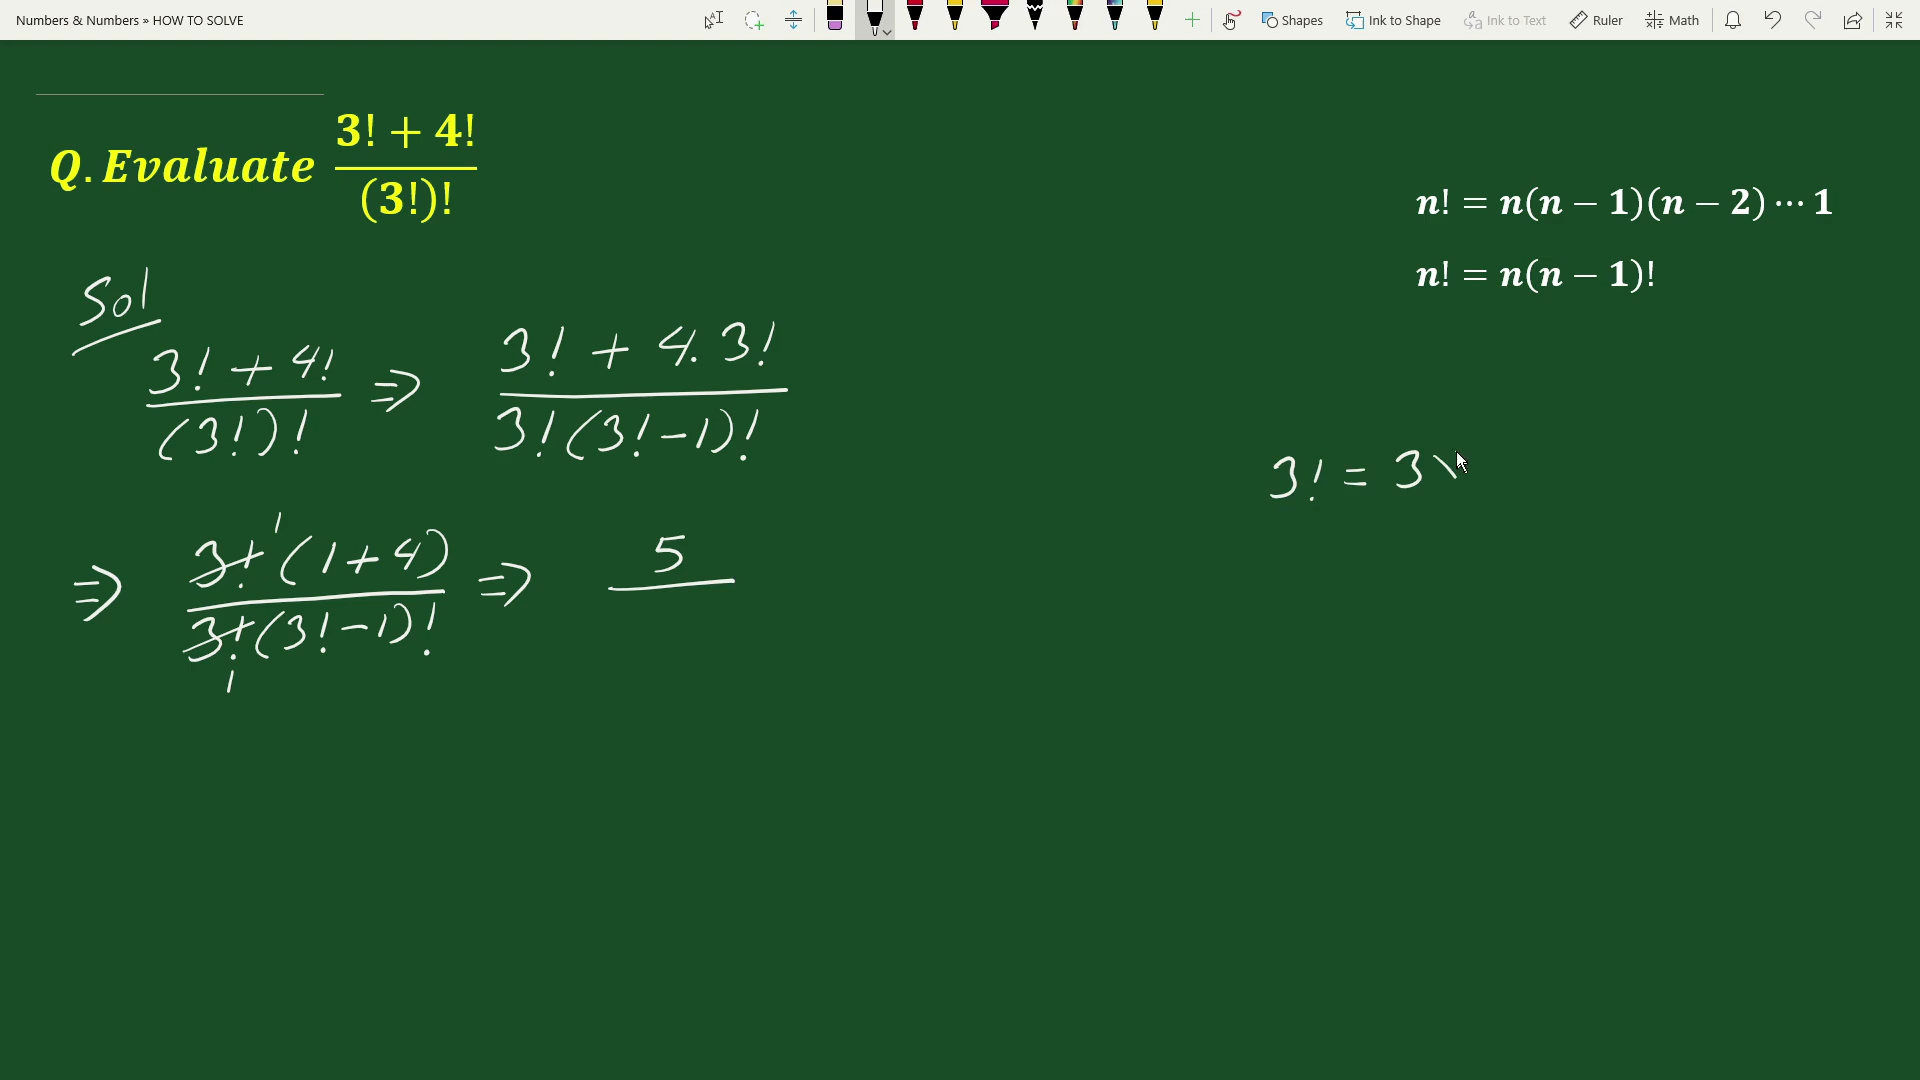 Numbers & Numbers » HOW TO SOLVE
Shapes Ink to Shape Ink to Text Ruler Math
Q. Evaluate (3! + 4!)/((3!)!)
n! = n(n − 1)(n − 2) ⋯ 1
n! = n(n − 1)!
Sol
(3! + 4!)/((3!)!) ⇒ (3! + 4. 3!)/(3!(3! − 1)!)
3! = 3 ×
⇒ (3! 1 (1 + 4))/(3! 1 (3! − 1)!) ⇒ 5/